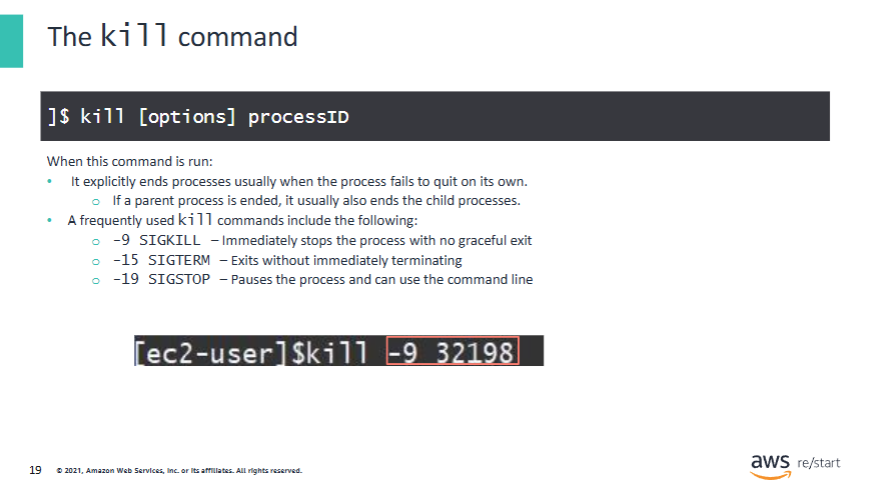 The kill command
]$ kill [options] processID
When this command is run:
• It explicitly ends processes usually when the process fails to quit on its own.
o If a parent process is ended, it usually also ends the child processes.
• A frequently used kill commands include the following:
o -9 SIGKILL – Immediately stops the process with no graceful exit
o -15 SIGTERM – Exits without immediately terminating
o -19 SIGSTOP – Pauses the process and can use the command line
[ec2-user]$kill -9 32198
19 © 2021, Amazon Web Services, Inc. or its affiliates. All rights reserved.
aws re/start